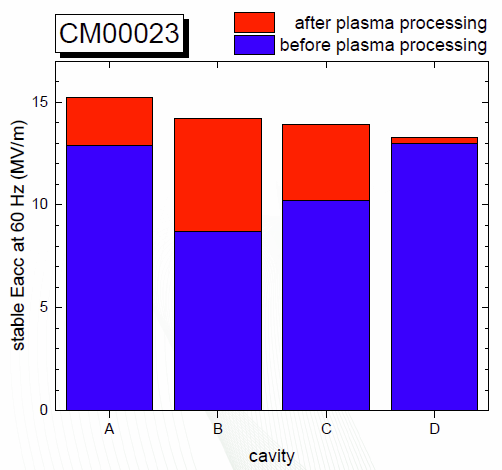 CM00023
after plasma processing
before plasma processing
stable Eacc at 60 Hz (MV/m)
15
10
5
0
A B C D
cavity